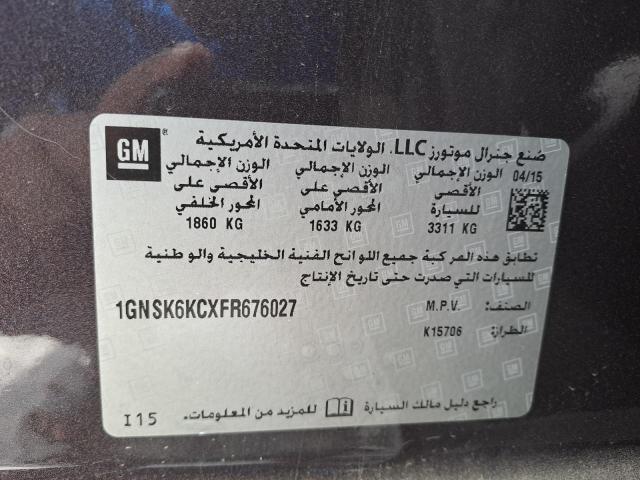 GM
صنع جنرال موتورز LLC. الولايات المتحدة الأمريكية
04/15 الوزن الإجمالي الأقصى للسيارة
3311 KG
الوزن الإجمالي الأقصى على المحور الأمامي
1633 KG
الوزن الإجمالي الأقصى على المحور الخلفي
1860 KG
تطابق هذه المركبة جميع اللوائح الفنية الخليجية والوطنية
للسيارات التي صدرت حتى تاريخ الإنتاج
الصنف: M.P.V. 1GNSK6KCXFR676027
الطرازة K15706
راجع دليل مالك السيارة للمزيد من المعلومات.
I15